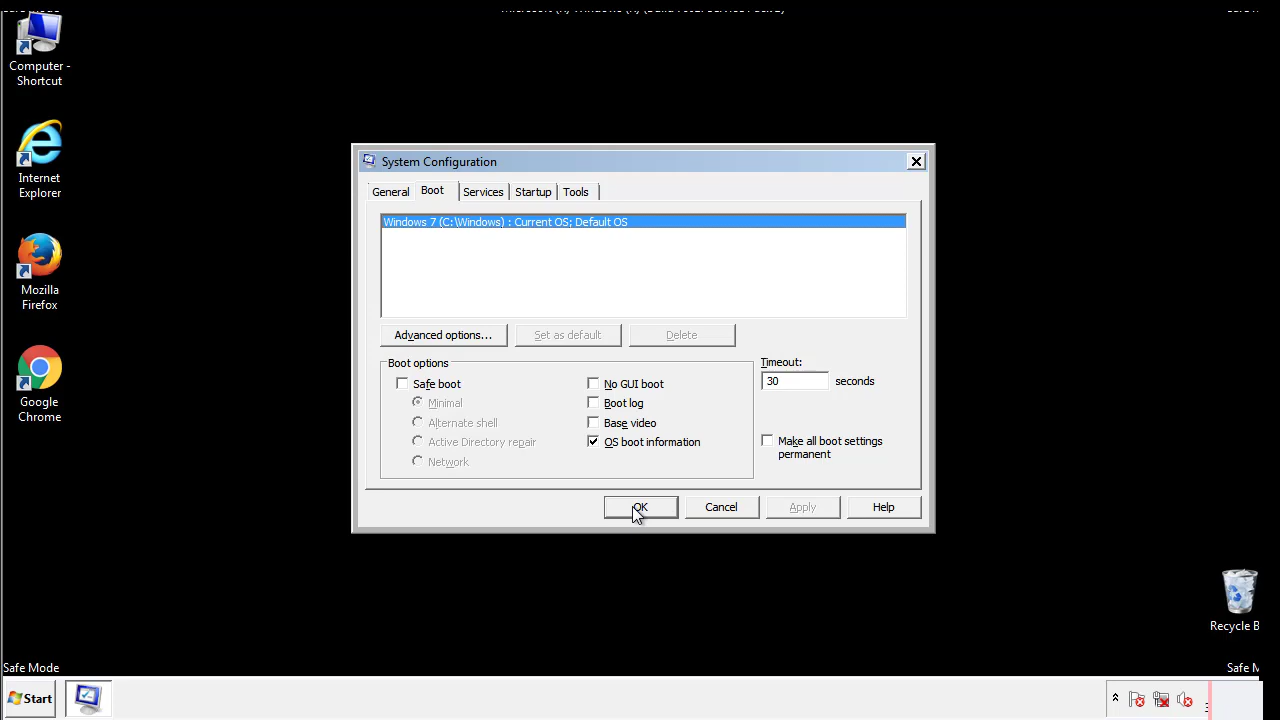 Computer -
Shortcut
Internet
Explorer
Mozilla
Firefox
Google
Chrome
System Configuration
General Boot Services Startup Tools
Windows 7 (C:\Windows) : Current OS; Default OS
Advanced options... Set as default Delete
Boot options
Timeout:
Safe boot No GUI boot
30 seconds
Minimal Boot log
Alternate shell Base video
Active Directory repair OS boot information
Make all boot settings
permanent
Network
OK Cancel Apply Help
Recycle B
Safe Mode
Safe M
Start